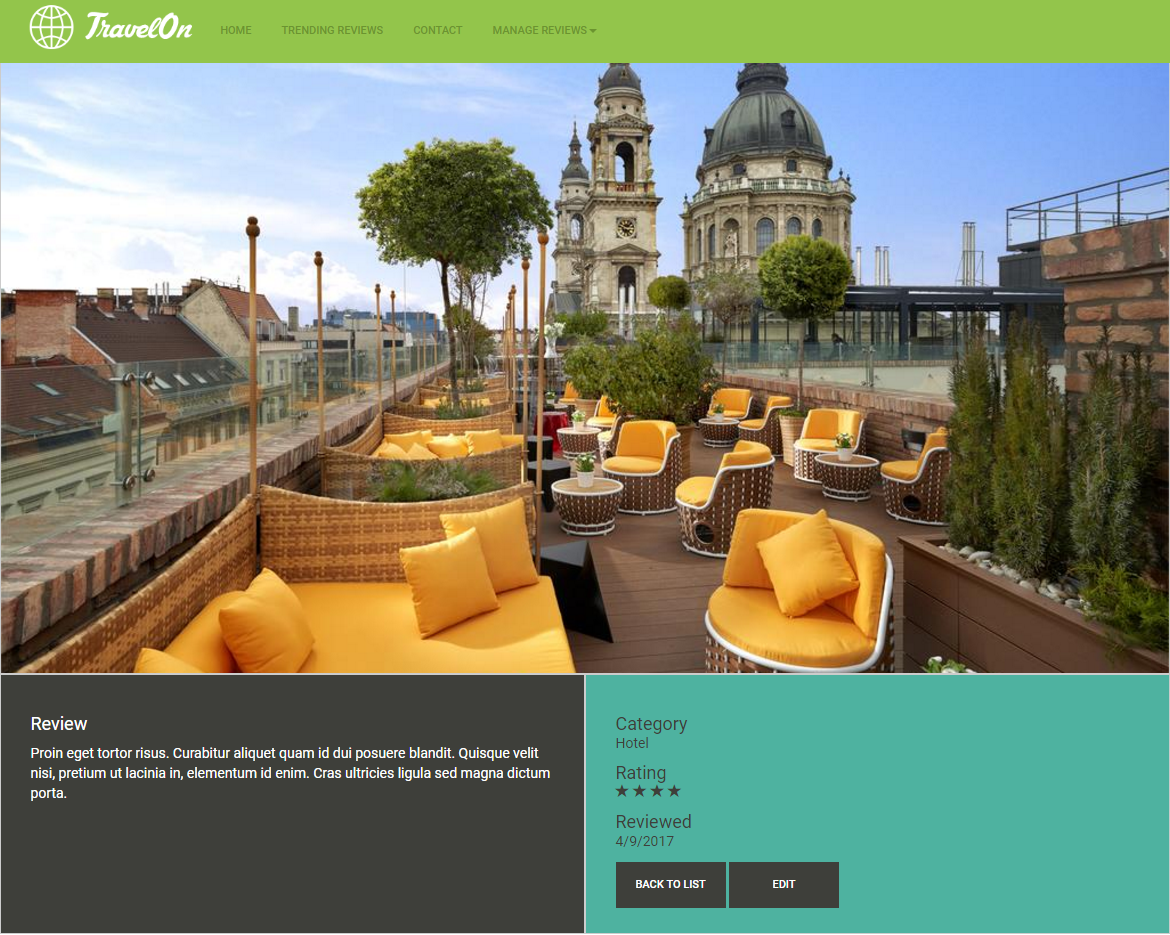 TravelOn
HOME TRENDING REVIEWS CONTACT MANAGE REVIEWS
Review
Proin eget tortor risus. Curabitur aliquet quam id dui posuere blandit. Quisque velit
nisi, pretium ut lacinia in, elementum id enim. Cras ultricies ligula sed magna dictum
porta.
Category
Hotel
Rating
★ ★ ★ ★
Reviewed
4/9/2017
BACK TO LIST EDIT